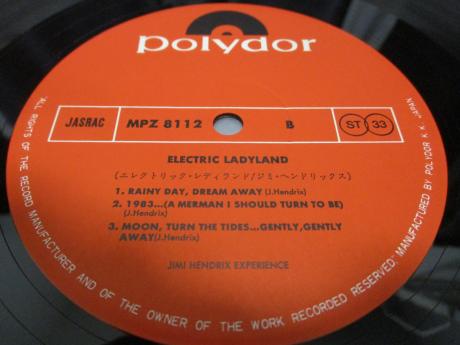 polydor
JASRAC
MPZ 8112
B
ST 33
ELECTRIC LADYLAND
(エレクトリック・レディランド/ジミ・ヘンドリックス)
1. RAINY DAY, DREAM AWAY (J.Hendrix)
2. 1983...(A MERMAN I SHOULD TURN TO BE)
(J.Hendrix)
3. MOON, TURN THE TIDES...GENTLY,GENTLY
AWAY(J.Hendrix)
JIMI HENDRIX EXPERIENCE
"ALL RIGHTS OF THE RECORD MANUFACTURER AND OF THE OWNER OF THE WORK RECORDED RESERVED." MANUFACTURED BY POLYDOR K.K. JAPAN